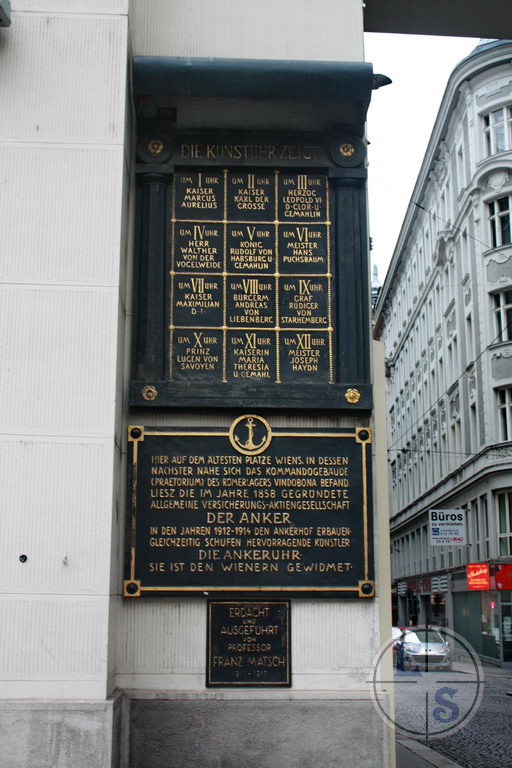 DIE KUNSTUHR ZEIGT
UM I UHR
KAISER
MARCUS
AURELIUS
UM II UHR
KAISER
KARL DER
GROSSE
UM III UHR
HERZOG
LEOPOLD VI
D·GLOR·U·
GEMAHLIN
UM IV UHR
HERR
WALTHER
VON DER
VOGELWEIDE
UM V UHR
KÖNIG
RUDOLF VON
HABSBURG U·
GEMAHLIN
UM VI UHR
MEISTER
HANS
PUCHSBAUM
UM VII UHR
KAISER
MAXIMILIAN
D·I·
UM VIII UHR
BÜRGERM·
ANDREAS
VON
LIEBENBERG
UM IX UHR
GRAF
RÜDIGER
VON
STARHEMBERG
UM X UHR
PRINZ
EUGEN VON
SAVOYEN
UM XI UHR
KAISERIN
MARIA
THERESIA
U·GEMAHL
UM XII UHR
MEISTER
JOSEPH
HAYDN
HIER AUF DEM ÄLTESTEN PLATZE WIENS, IN DESSEN
NÄCHSTER NÄHE SICH DAS KOMMANDOGEBÄUDE
(PRAETORIUM) DES RÖMERLAGERS VINDOBONA BEFAND,
LIESZ DIE IM JAHRE 1858 GEGRÜNDETE
ALLGEMEINE VERSICHERUNGS-AKTIENGESELLSCHAFT
DER ANKER
IN DEN JAHREN 1912-1914 DEN ANKERHOF ERBAUEN·
GLEICHZEITIG SCHUFEN HERVORRAGENDE KÜNSTLER
DIE ANKERUHR·
SIE IST DEN WIENERN GEWIDMET·
ERDACHT
UND
AUSGEFÜHRT
VON
PROFESSOR
FRANZ MATSCH
1911-1917
Büros
zu vermieten
L S